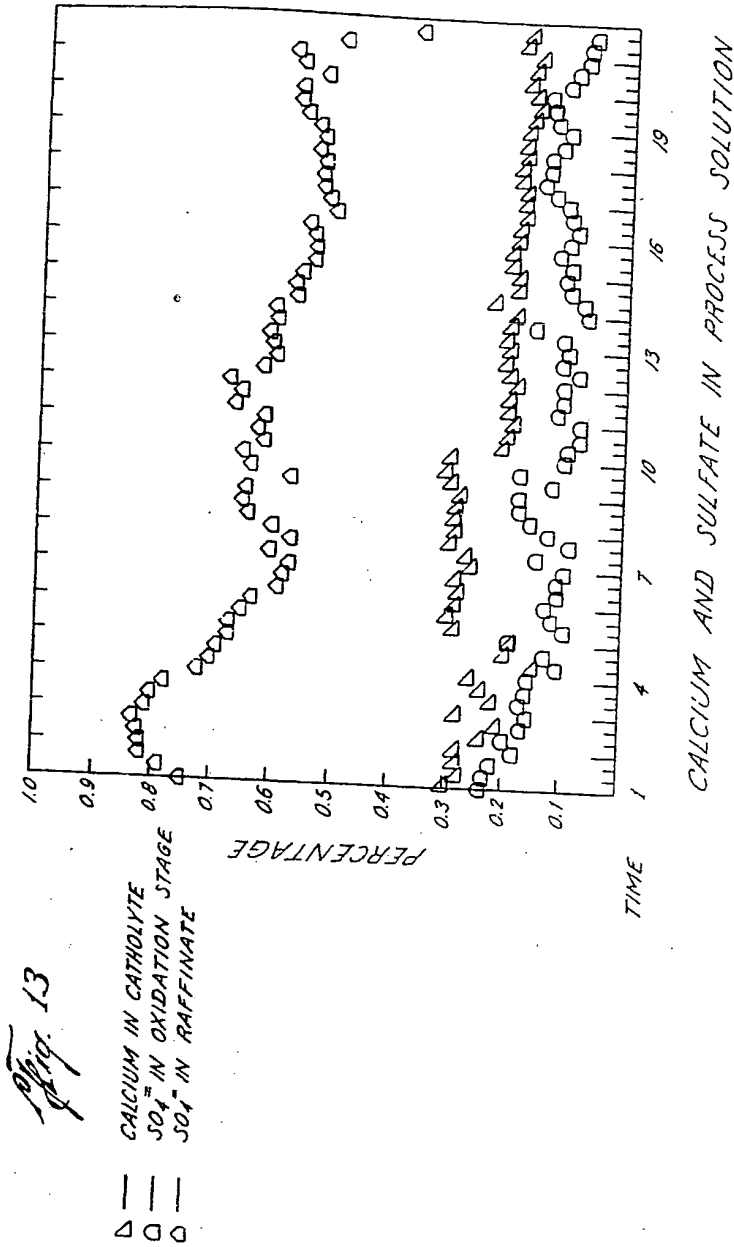 Fig. 13
CALCIUM IN CATHOLYTE
SO4= IN OXIDATION STAGE
SO4= IN RAFFINATE
PERCENTAGE
1.0
0.9
0.8
0.7
0.6
0.5
0.4
0.3
0.2
0.1
TIME
1
4
7
10
13
16
19
CALCIUM AND SULFATE IN PROCESS SOLUTION